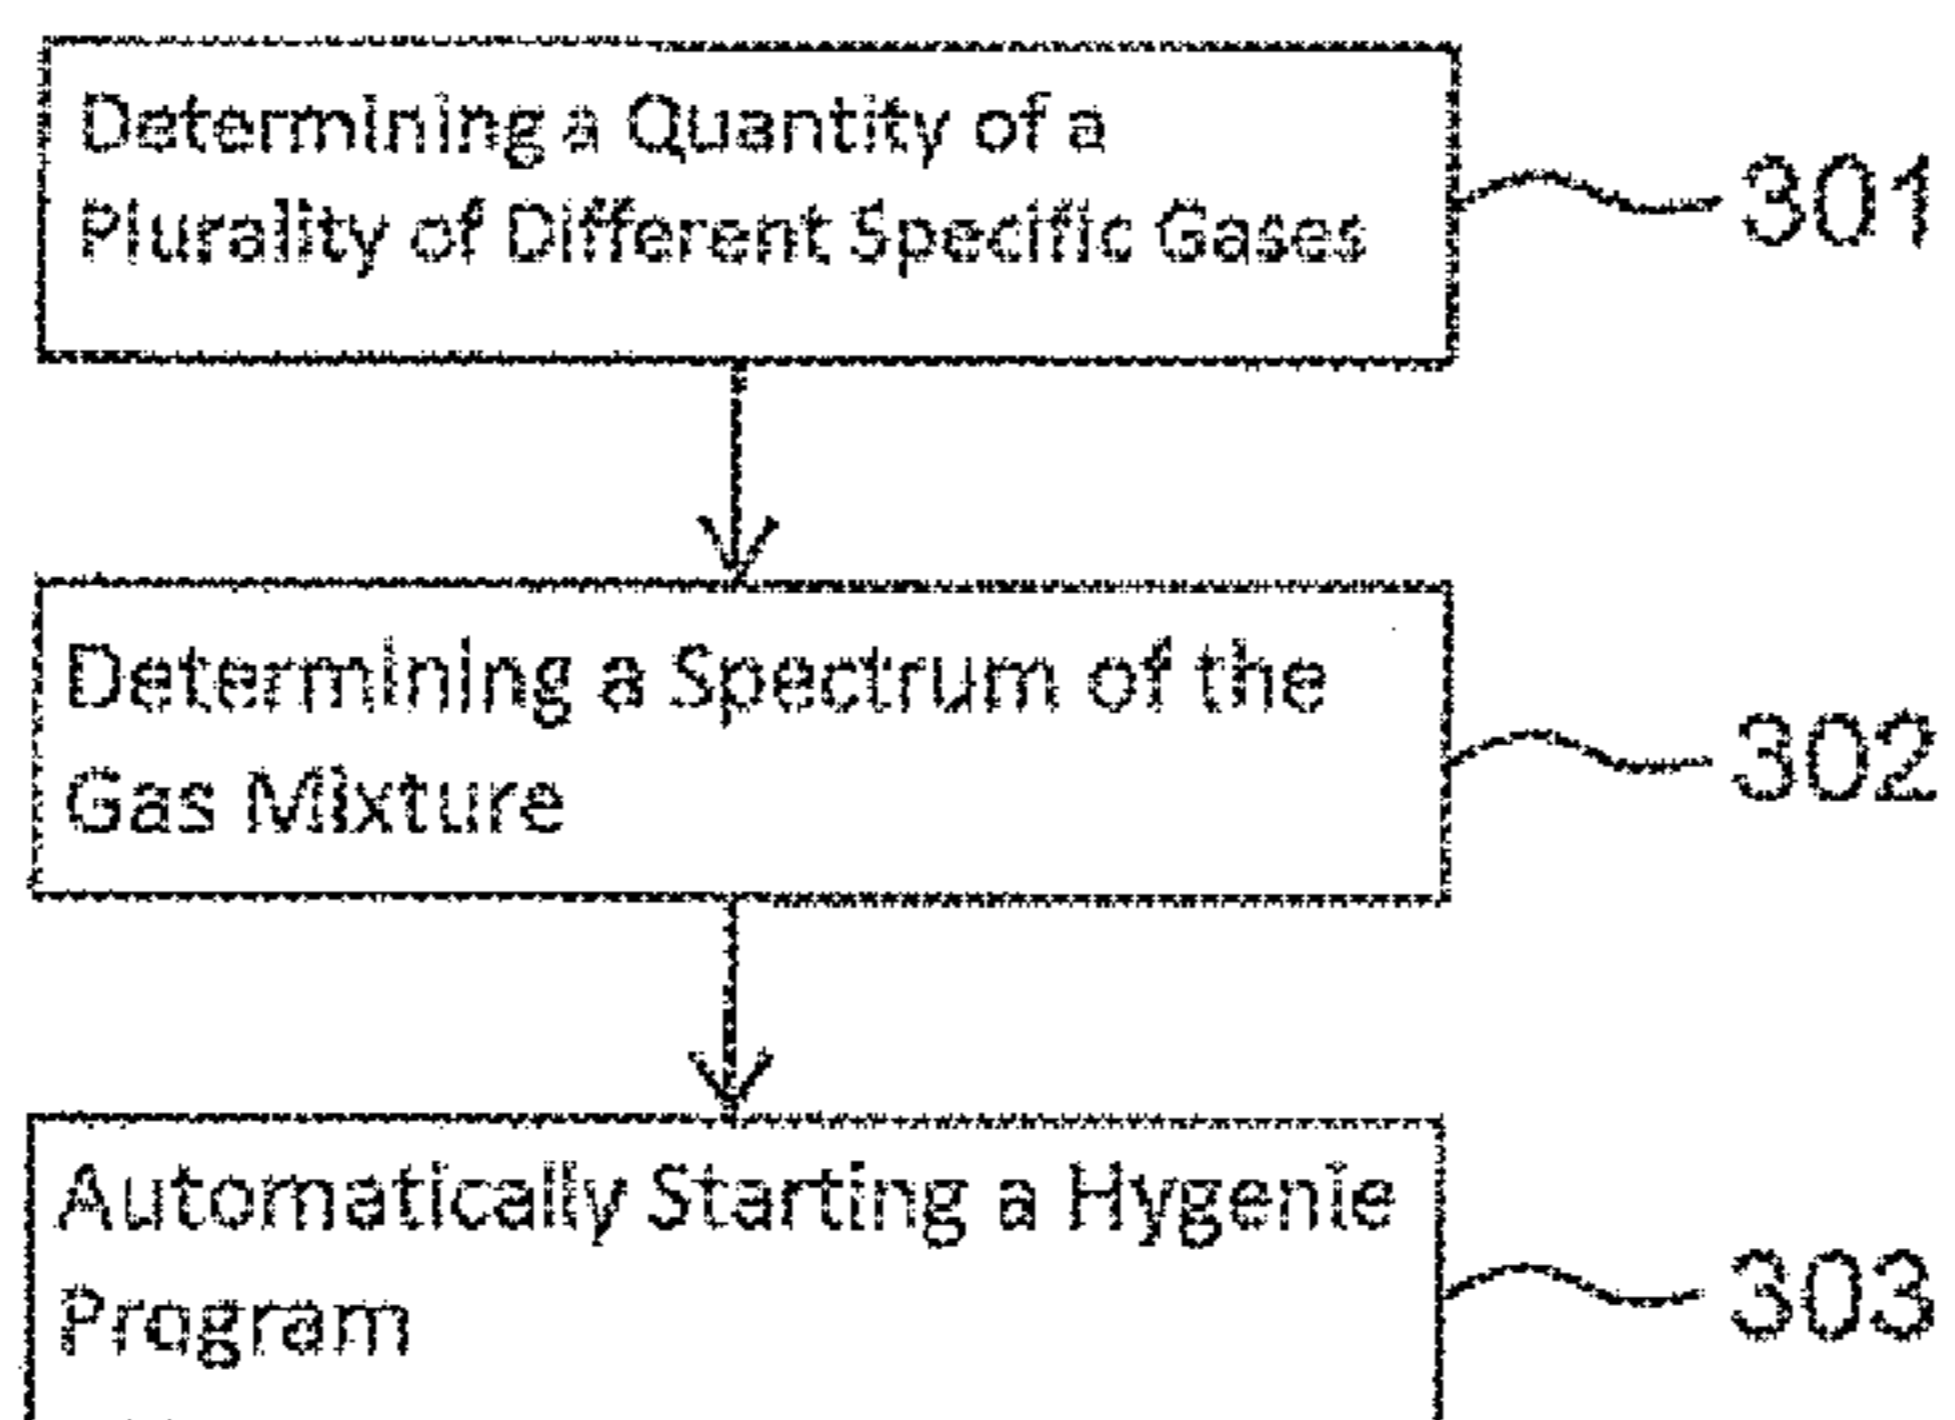 Determining a Quantity of a
Plurality of Different Specific Gases
301
Determining a Spectrum of the
Gas Mixture
302
Automatically Starting a Hygenie
Program
303